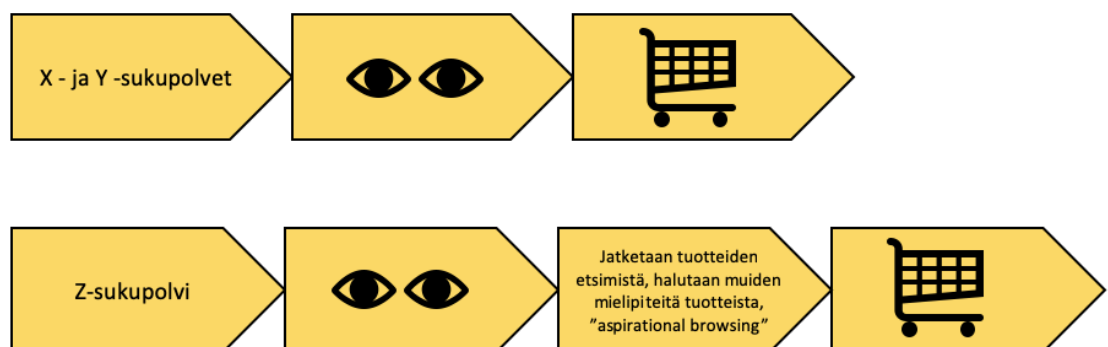 X - ja Y -sukupolvet
Z-sukupolvi
Jatketaan tuotteiden
etsimistä, halutaan muiden
mielipiteitä tuotteista,
”aspirational browsing”